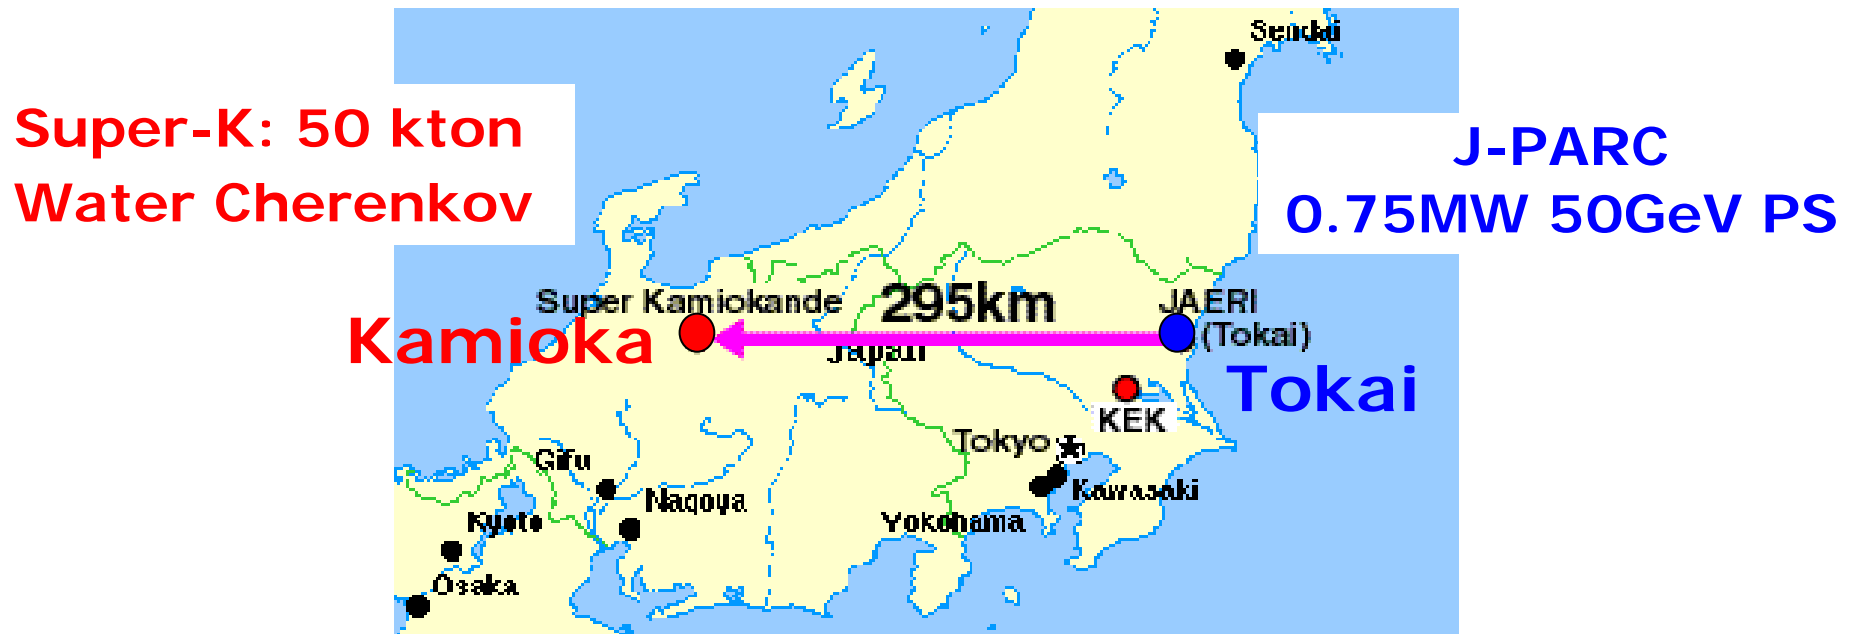 Sendai
Super-K: 50 kton
Water Cherenkov
J-PARC
0.75MW 50GeV PS
Super Kamiokande
295km
JAERI
(Tokai)
Kamioka
Japan
Tokai
KEK
Tokyo
Gifu
Nagoya
Kawasaki
Kyoto
Yokohama
Osaka